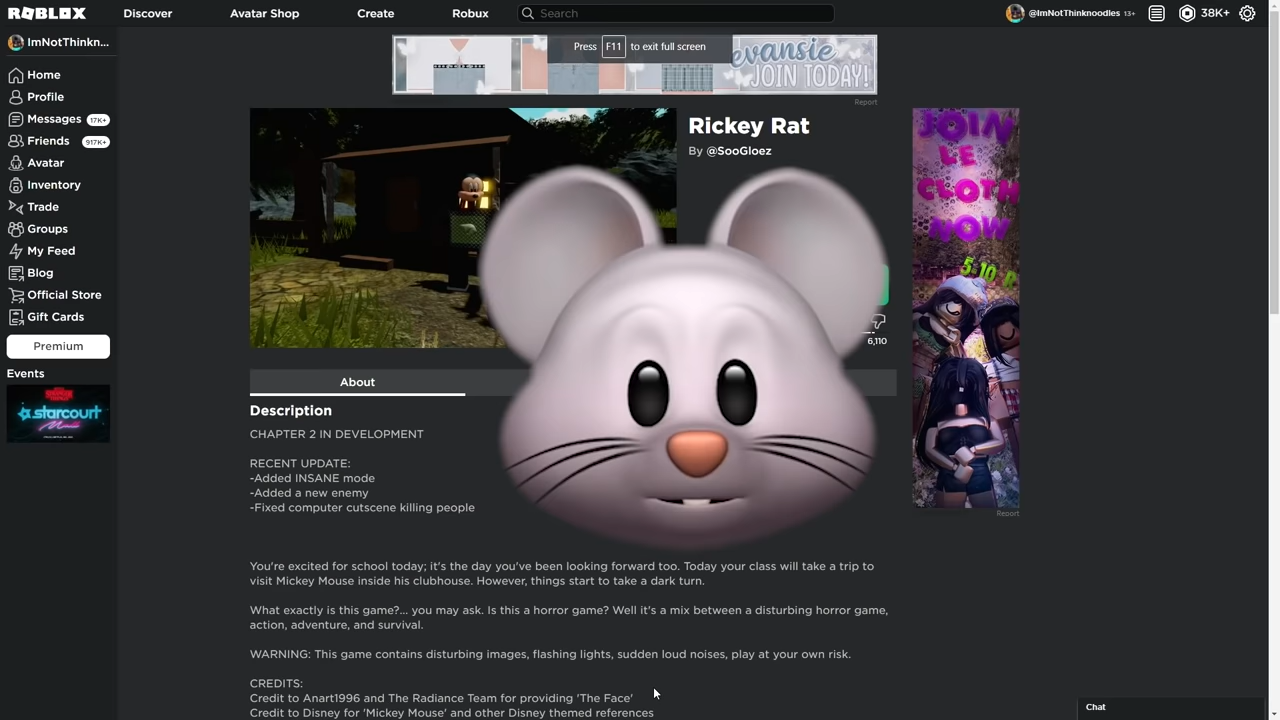 ROBLOX
Discover
Avatar Shop
Create
Robux
Search
@ImNotThinknoodles 13+
38K+
ImNotThinkn...
Home
Profile
Messages 17K+
Friends 917K+
Avatar
Inventory
Trade
Groups
My Feed
Blog
Official Store
Gift Cards
Premium
Events
starcourt
Press F11 to exit full screen
evansie
JOIN TODAY!
Report
Rickey Rat
By @SooGloez
6,110
JOIN
LE
CLOTH
NOW
5-10 R
Report
About
Description
CHAPTER 2 IN DEVELOPMENT
RECENT UPDATE:
-Added INSANE mode
-Added a new enemy
-Fixed computer cutscene killing people
You're excited for school today; it's the day you've been looking forward too. Today your class will take a trip to
visit Mickey Mouse inside his clubhouse. However, things start to take a dark turn.
What exactly is this game?... you may ask. Is this a horror game? Well it's a mix between a disturbing horror game,
action, adventure, and survival.
WARNING: This game contains disturbing images, flashing lights, sudden loud noises, play at your own risk.
CREDITS:
Credit to Anart1996 and The Radiance Team for providing 'The Face'
Credit to Disney for 'Mickey Mouse' and other Disney themed references
Chat